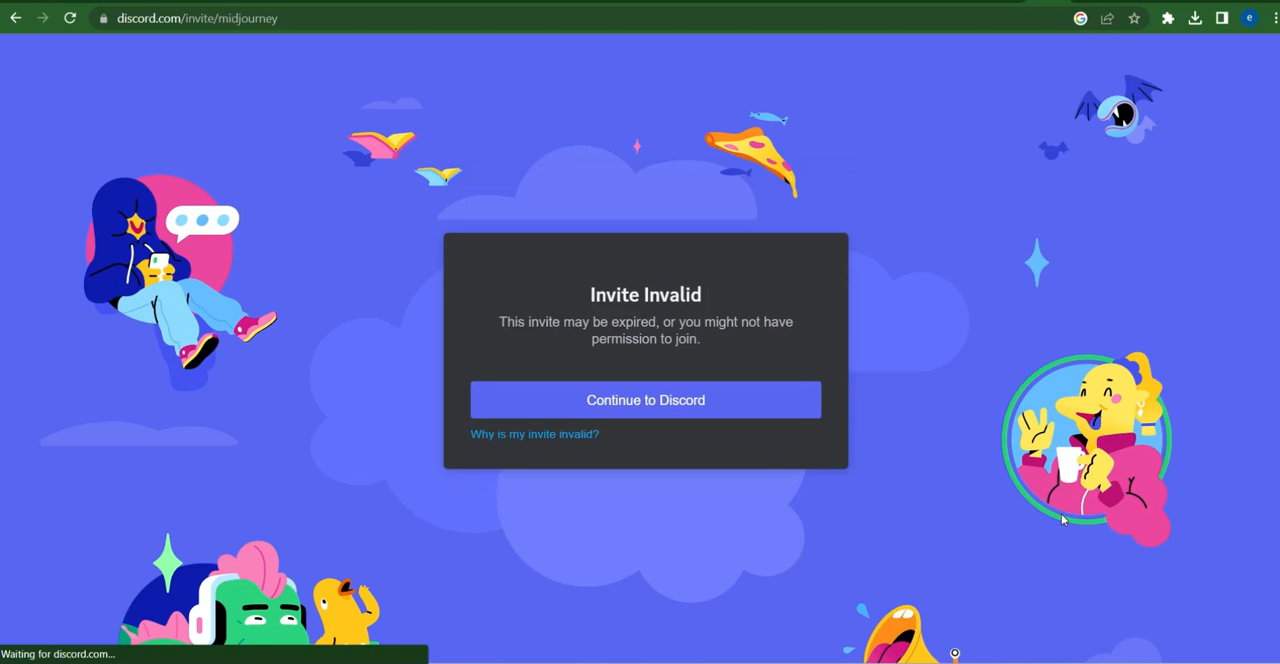 discord.com/invite/midjourney
G
e
Invite Invalid
This invite may be expired, or you might not have
permission to join.
Continue to Discord
Why is my invite invalid?
Waiting for discord.com...